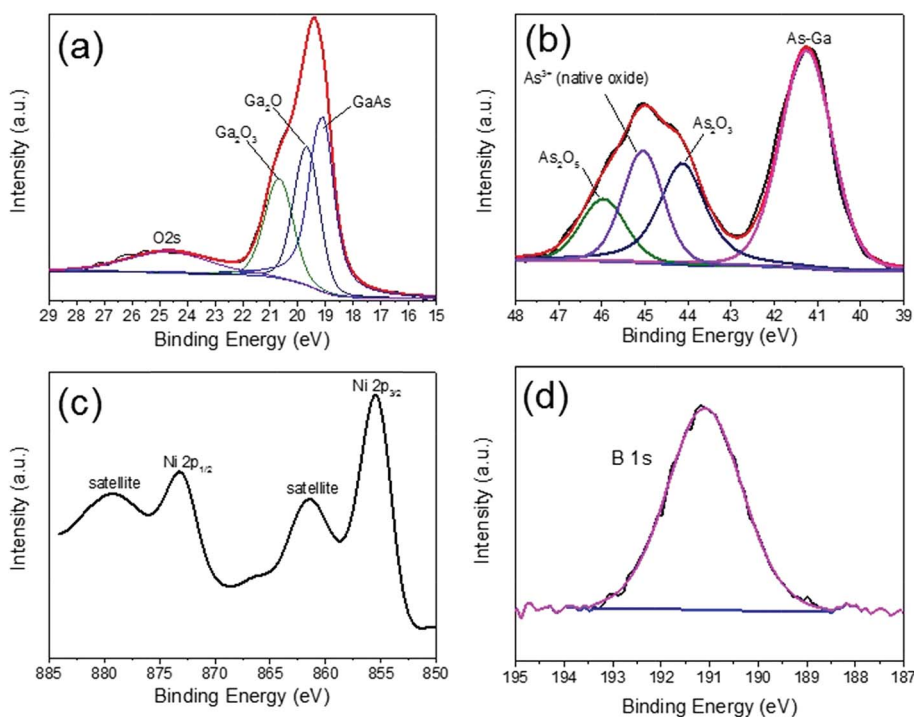 (a)
Ga₂O₃
Ga₂O
GaAs
O2s
Intensity (a.u.)
29 28 27 26 25 24 23 22 21 20 19 18 17 16 15
Binding Energy (eV)
(b)
As³⁺ (native oxide)
As-Ga
As₂O₃
As₂O₅
Intensity (a.u.)
48 47 46 45 44 43 42 41 40 39
Binding Energy (eV)
(c)
Ni 2p₃/₂
Ni 2p₁/₂
satellite
satellite
Intensity (a.u.)
885 880 875 870 865 860 855 850
Binding Energy (eV)
(d)
B 1s
Intensity (a.u.)
195 194 193 192 191 190 189 188 187
Binding Energy (eV)